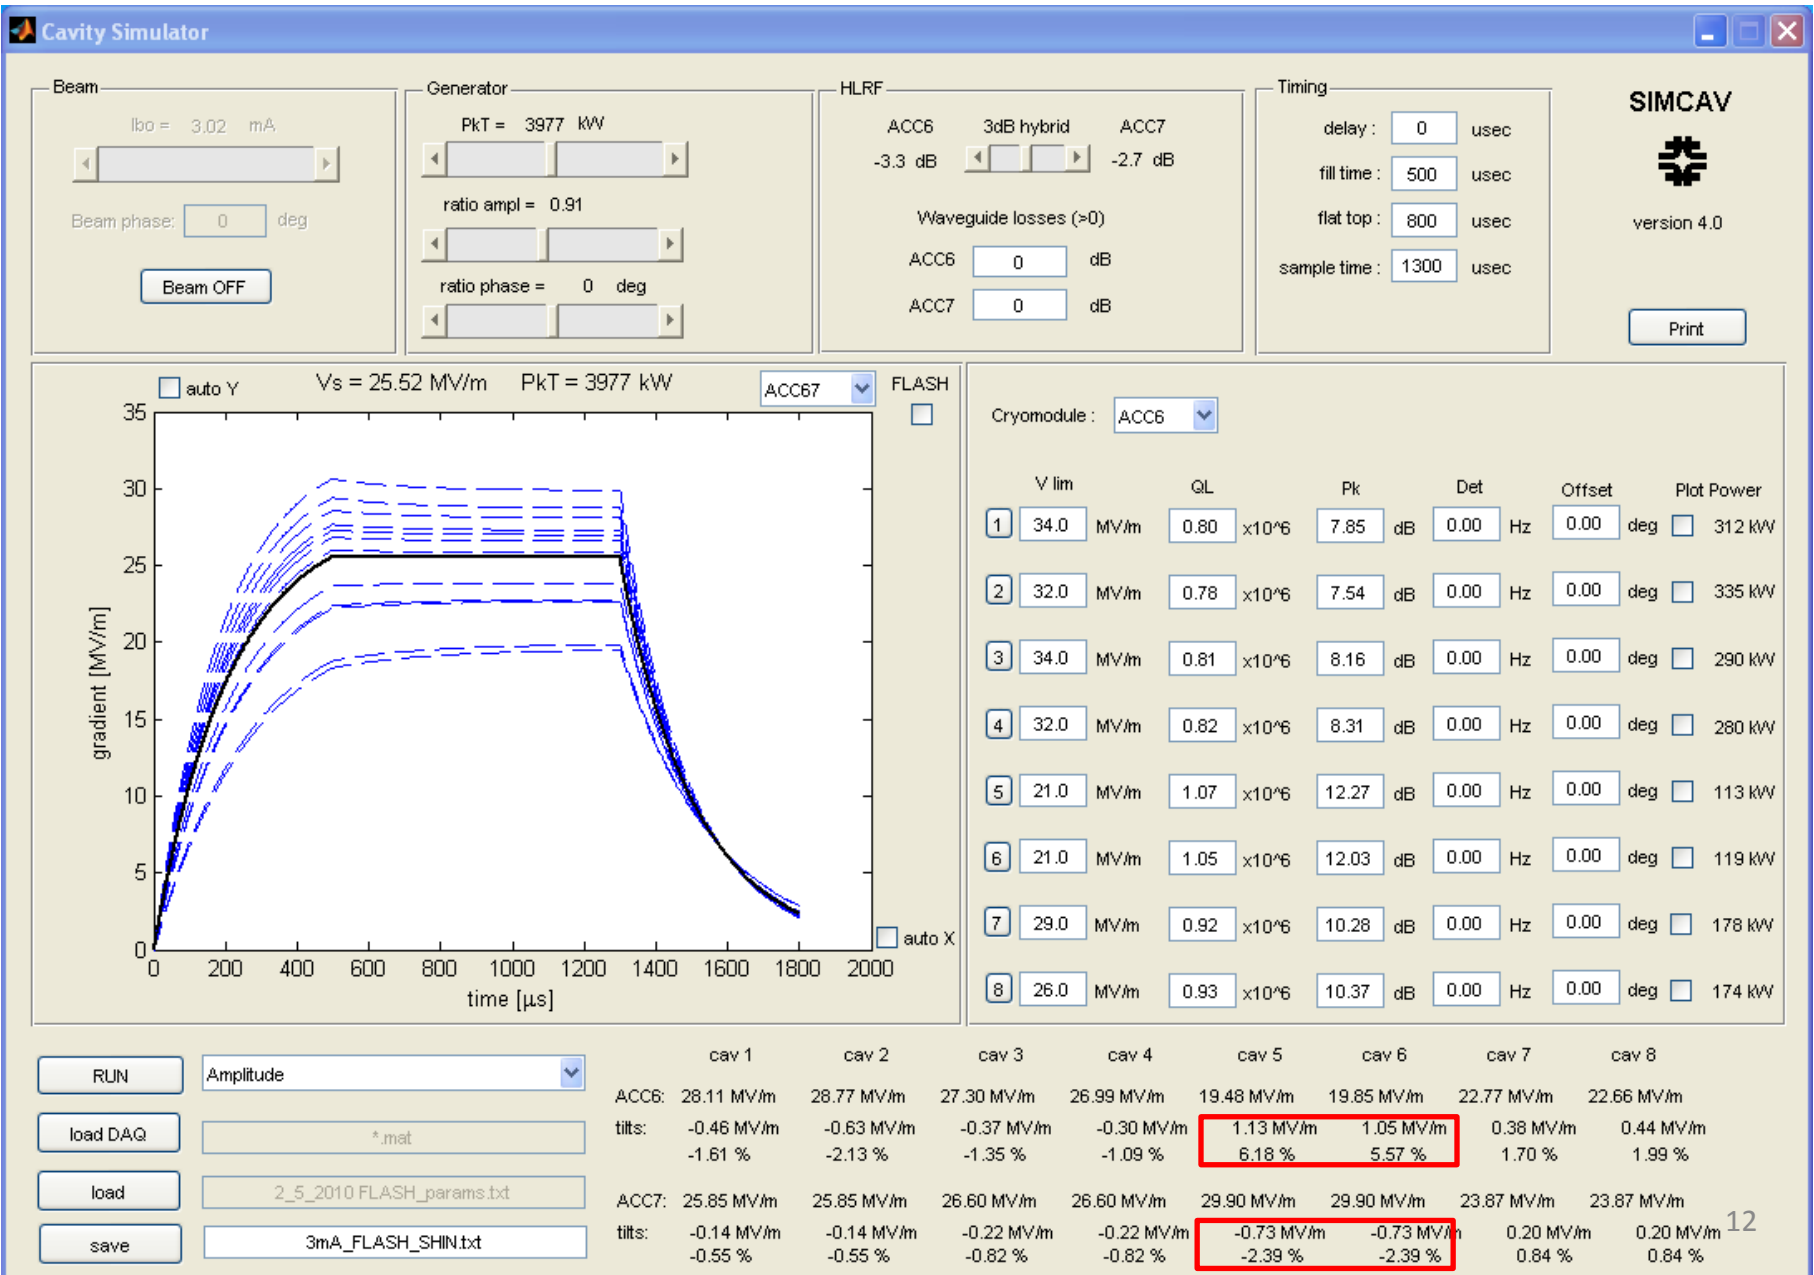 Cavity Simulator
Beam
Ibo = 3.02 mA
Beam phase: 0 deg
Beam OFF
Generator
PkT = 3977 kW
ratio ampl = 0.91
ratio phase = 0 deg
HLRF
ACC6 3dB hybrid ACC7
-3.3 dB -2.7 dB
Waveguide losses (>0)
ACC6 0 dB
ACC7 0 dB
Timing
delay : 0 usec
fill time : 500 usec
flat top : 800 usec
sample time : 1300 usec
SIMCAV
version 4.0
Print
auto Y Vs = 25.52 MV/m PkT = 3977 kW ACC67 FLASH
35
30
25
20
15
10
5
0
gradient [MV/m]
0 200 400 600 800 1000 1200 1400 1600 1800 2000
time [μs]
auto X
Cryomodule : ACC6
V lim QL Pk Det Offset Plot Power
1 34.0 MV/m 0.80 x10^6 7.85 dB 0.00 Hz 0.00 deg 312 kW
2 32.0 MV/m 0.78 x10^6 7.54 dB 0.00 Hz 0.00 deg 335 kW
3 34.0 MV/m 0.81 x10^6 8.16 dB 0.00 Hz 0.00 deg 290 kW
4 32.0 MV/m 0.82 x10^6 8.31 dB 0.00 Hz 0.00 deg 280 kW
5 21.0 MV/m 1.07 x10^6 12.27 dB 0.00 Hz 0.00 deg 113 kW
6 21.0 MV/m 1.05 x10^6 12.03 dB 0.00 Hz 0.00 deg 119 kW
7 29.0 MV/m 0.92 x10^6 10.28 dB 0.00 Hz 0.00 deg 178 kW
8 26.0 MV/m 0.93 x10^6 10.37 dB 0.00 Hz 0.00 deg 174 kW
RUN Amplitude
load DAQ *.mat
load 2_5_2010 FLASH_params.txt
save 3mA_FLASH_SHIN.txt
cav 1 cav 2 cav 3 cav 4 cav 5 cav 6 cav 7 cav 8
ACC6: 28.11 MV/m 28.77 MV/m 27.30 MV/m 26.99 MV/m 19.48 MV/m 19.85 MV/m 22.77 MV/m 22.66 MV/m
tilts: -0.46 MV/m -0.63 MV/m -0.37 MV/m -0.30 MV/m 1.13 MV/m 1.05 MV/m 0.38 MV/m 0.44 MV/m
-1.61 % -2.13 % -1.35 % -1.09 % 6.18 % 5.57 % 1.70 % 1.99 %
ACC7: 25.85 MV/m 25.85 MV/m 26.60 MV/m 26.60 MV/m 29.90 MV/m 29.90 MV/m 23.87 MV/m 23.87 MV/m
tilts: -0.14 MV/m -0.14 MV/m -0.22 MV/m -0.22 MV/m -0.73 MV/m -0.73 MV/m 0.20 MV/m 0.20 MV/m
-0.55 % -0.55 % -0.82 % -0.82 % -2.39 % -2.39 % 0.84 % 0.84 %
12